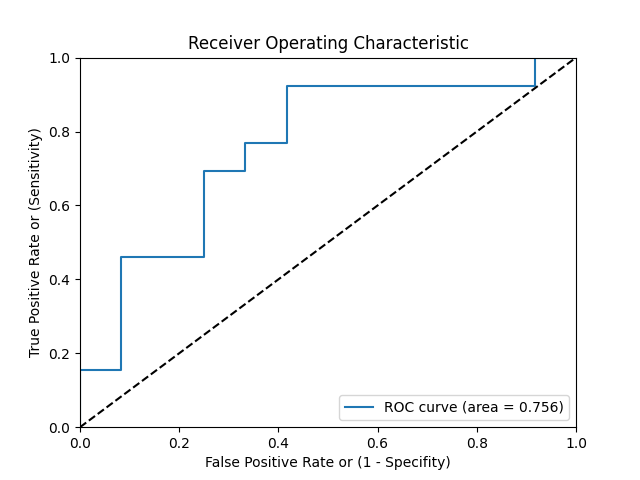 Receiver Operating Characteristic
1.0
0.8
0.6
0.4
0.2
0.0
True Positive Rate or (Sensitivity)
ROC curve (area = 0.756)
0.0 0.2 0.4 0.6 0.8 1.0
False Positive Rate or (1 - Specifity)